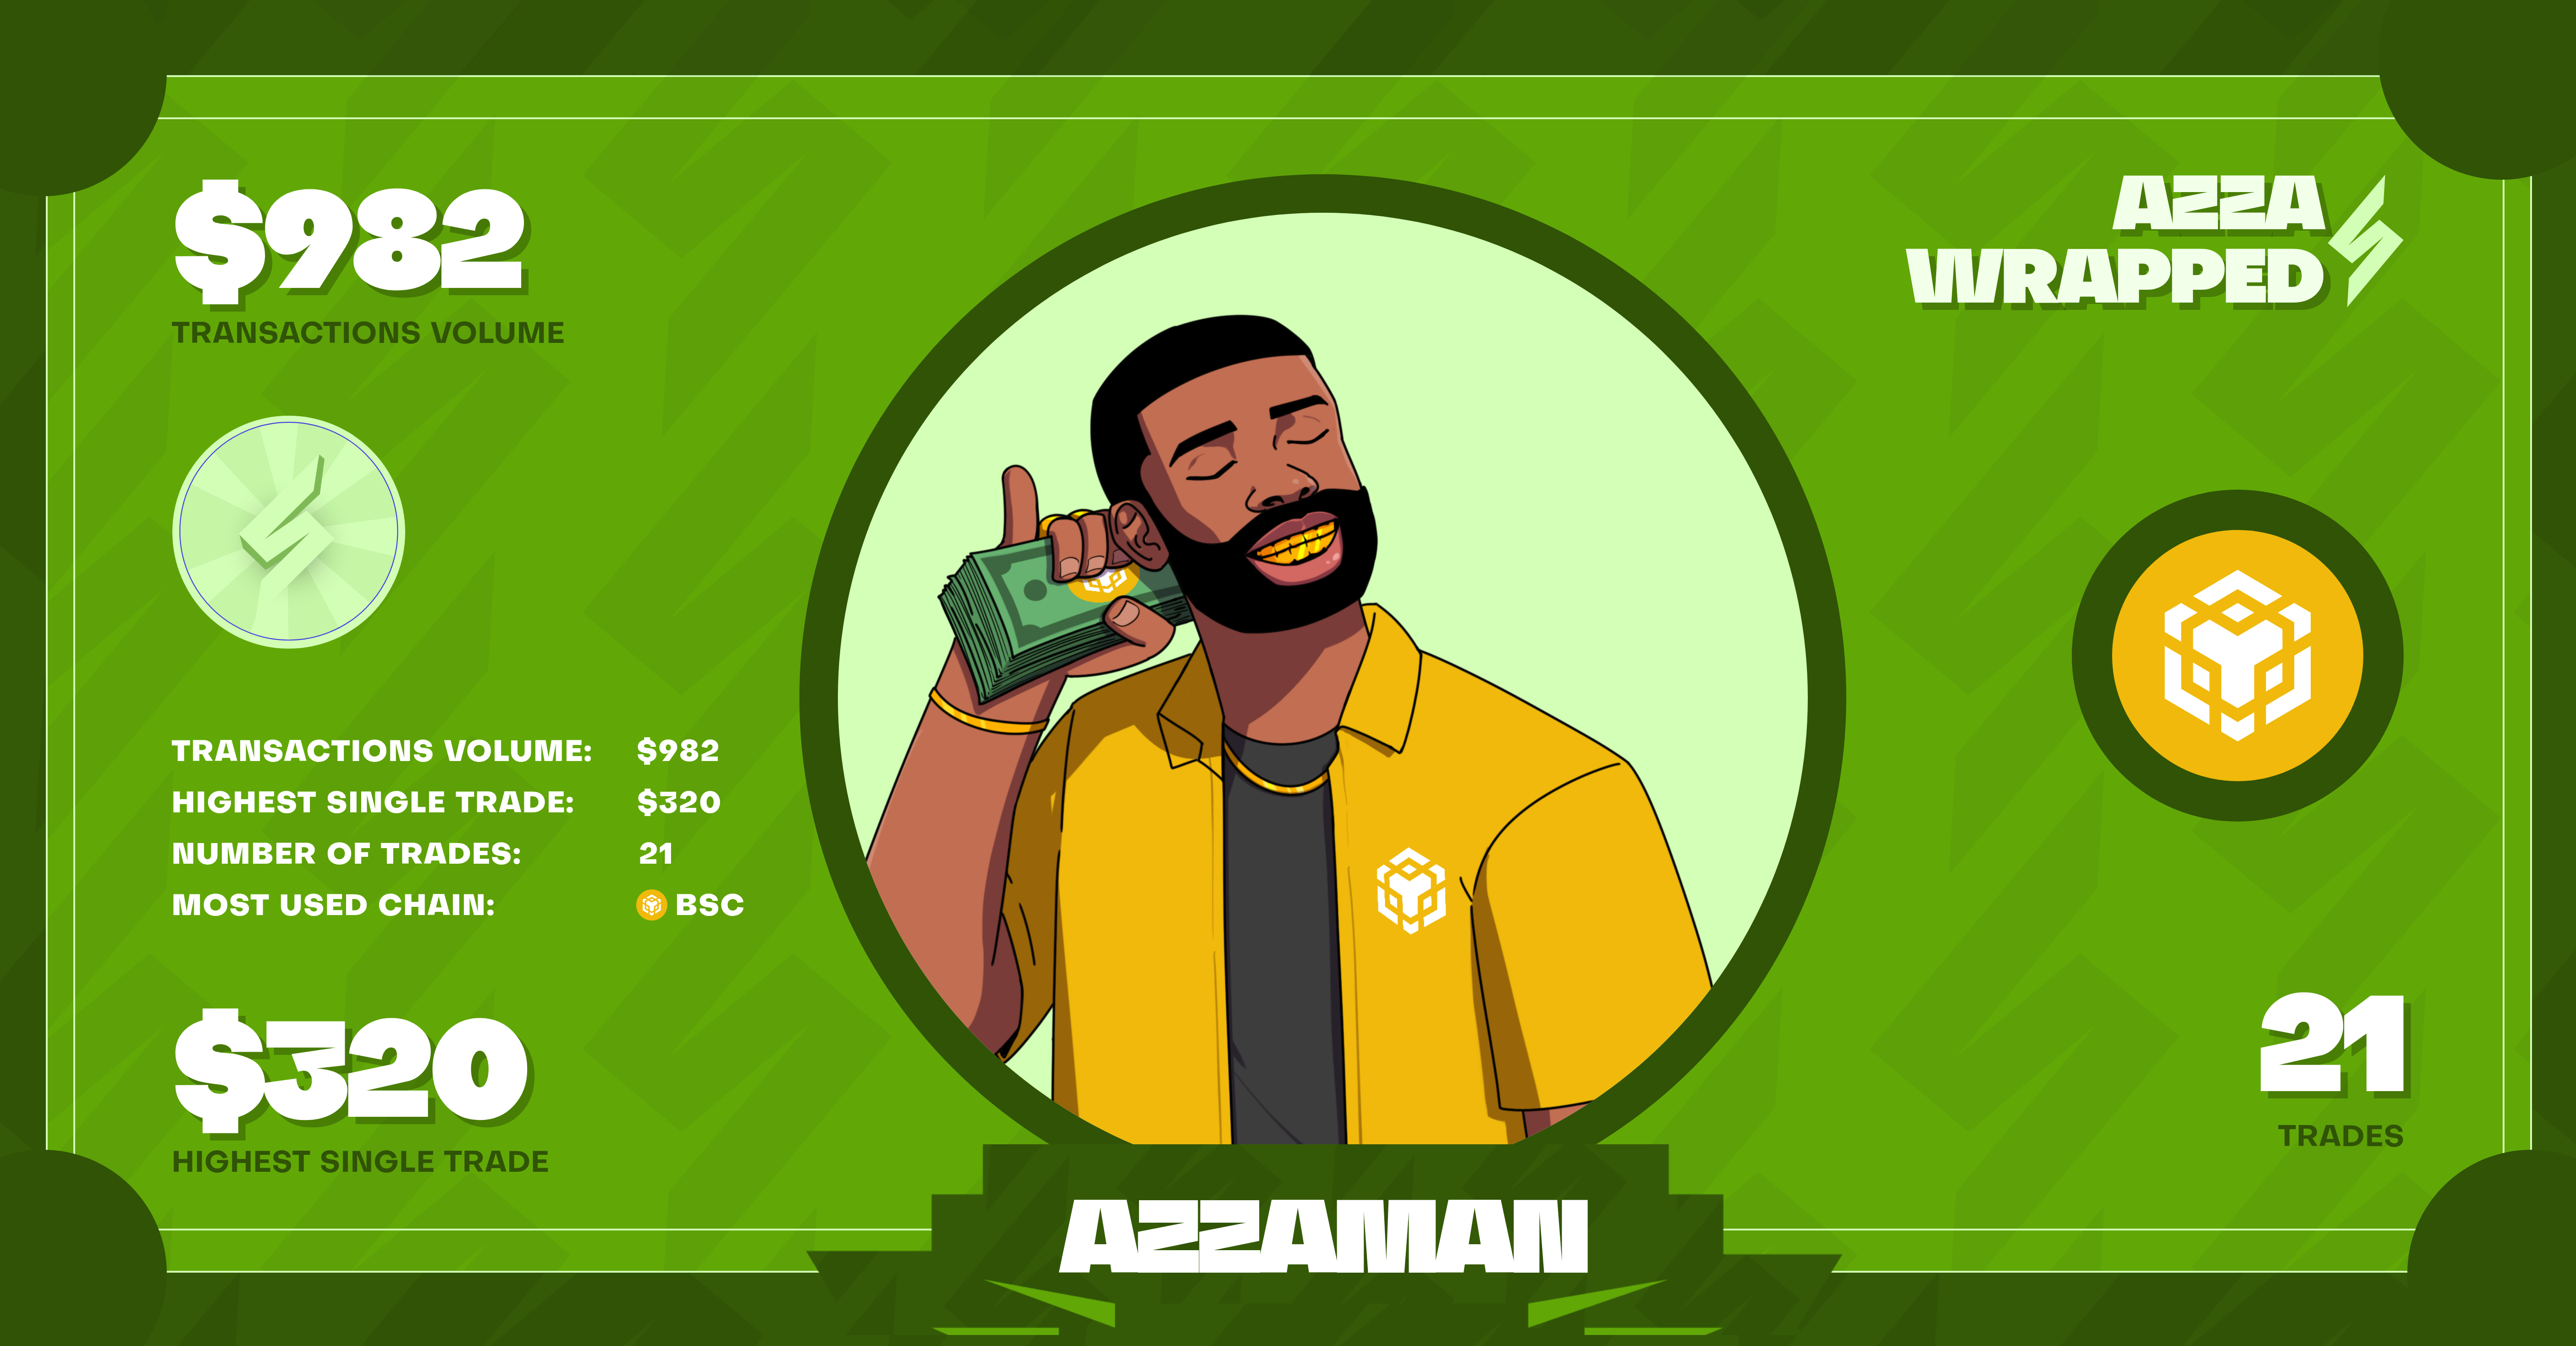 $982
TRANSACTIONS VOLUME
AZZA
WRAPPED
TRANSACTIONS VOLUME: $982
HIGHEST SINGLE TRADE: $320
NUMBER OF TRADES: 21
MOST USED CHAIN: BSC
$320
HIGHEST SINGLE TRADE
21
TRADES
AZZAMAN